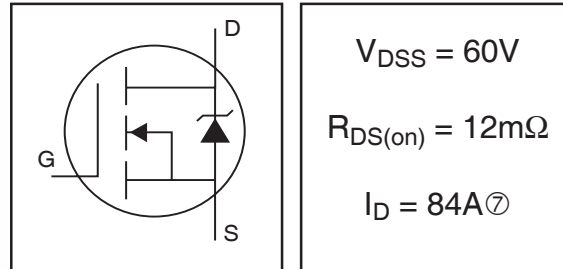 D
G
S
VDSS = 60V
RDS(on) = 12mΩ
ID = 84A⑦